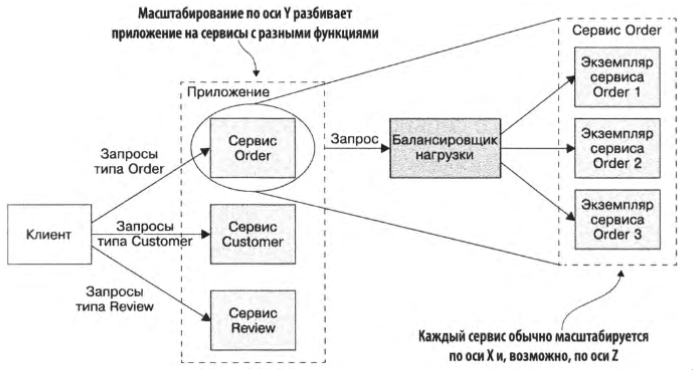 Масштабирование по оси Y разбивает
приложение на сервисы с разными функциями
Сервис Order
Приложение
Экземпляр
сервиса
Order 1
Запросы
типа Order
Сервис
Order
Запрос
Балансировщик
нагрузки
Экземпляр
сервиса
Order 2
Клиент
Запросы
типа Customer
Сервис
Customer
Экземпляр
сервиса
Order 3
Запросы
типа Review
Сервис
Review
Каждый сервис обычно масштабируется
по оси X и, возможно, по оси Z